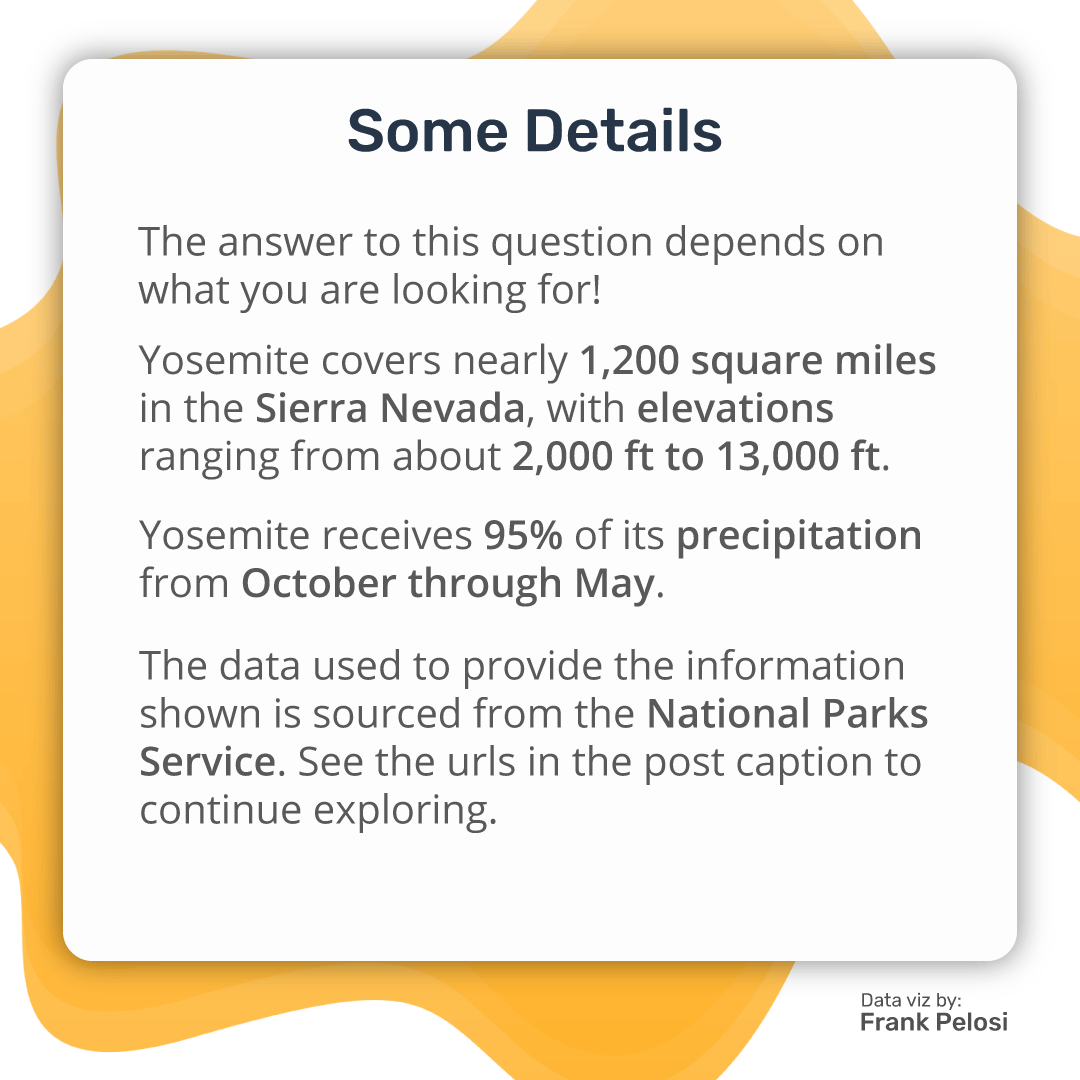 Some Details
The answer to this question depends on
what you are looking for!
Yosemite covers nearly 1,200 square miles
in the Sierra Nevada, with elevations
ranging from about 2,000 ft to 13,000 ft.
Yosemite receives 95% of its precipitation
from October through May.
The data used to provide the information
shown is sourced from the National Parks
Service. See the urls in the post caption to
continue exploring.
Data viz by:
Frank Pelosi